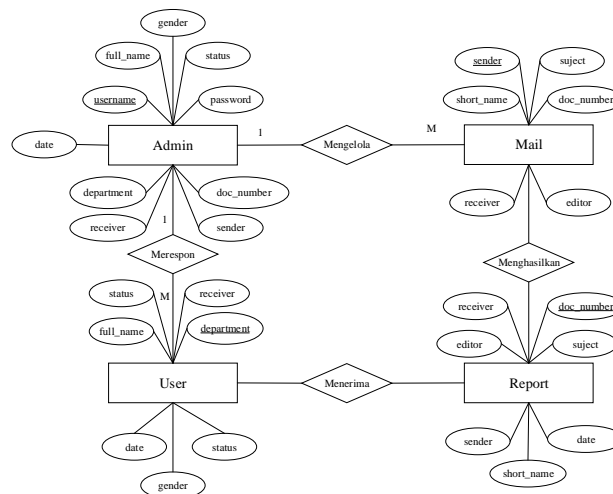 gender
full_name
status
username
password
date
Admin
1
Mengelola
M
sender
suject
short_name
doc_number
Mail
department
doc_number
receiver
sender
1
Merespon
M
receiver
editor
Menghasilkan
status
receiver
full_name
department
User
Menerima
receiver
doc_number
editor
suject
Report
date
status
gender
sender
date
short_name